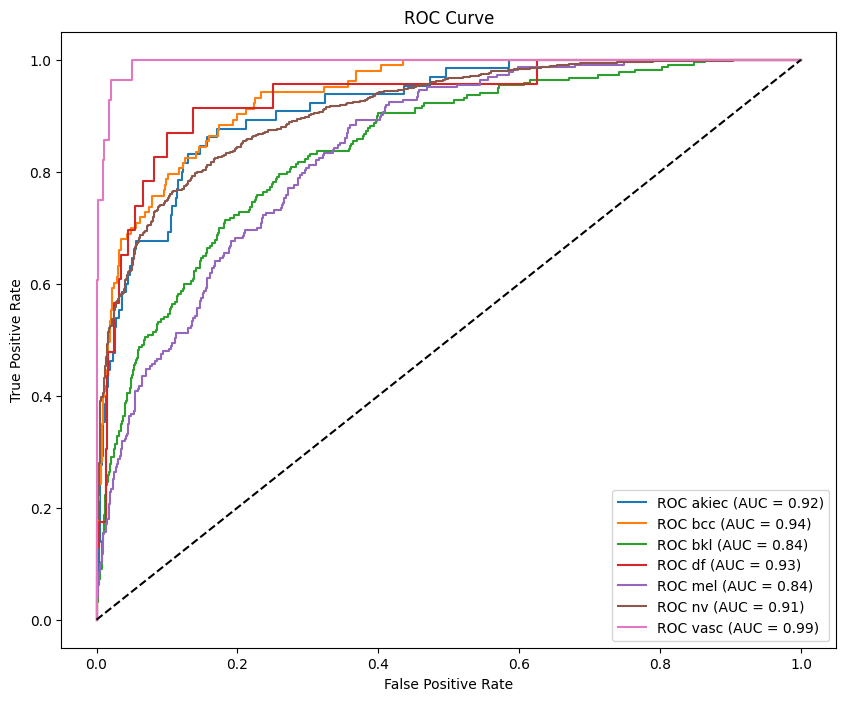 ROC Curve
True Positive Rate
1.0
0.8
0.6
0.4
0.2
0.0
0.0 0.2 0.4 0.6 0.8 1.0
False Positive Rate
ROC akiec (AUC = 0.92)
ROC bcc (AUC = 0.94)
ROC bkl (AUC = 0.84)
ROC df (AUC = 0.93)
ROC mel (AUC = 0.84)
ROC nv (AUC = 0.91)
ROC vasc (AUC = 0.99)